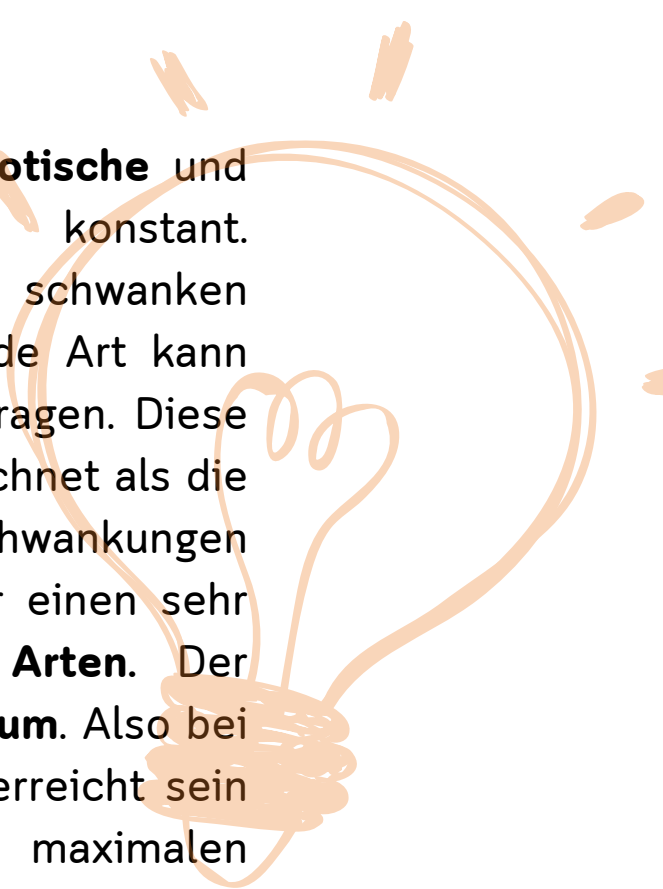 otische und
konstant.
schwanken
de Art kann
ragen. Diese
chnet als die
hwankungen
r einen sehr
Arten. Der
um. Also bei
erreicht sein
maximalen